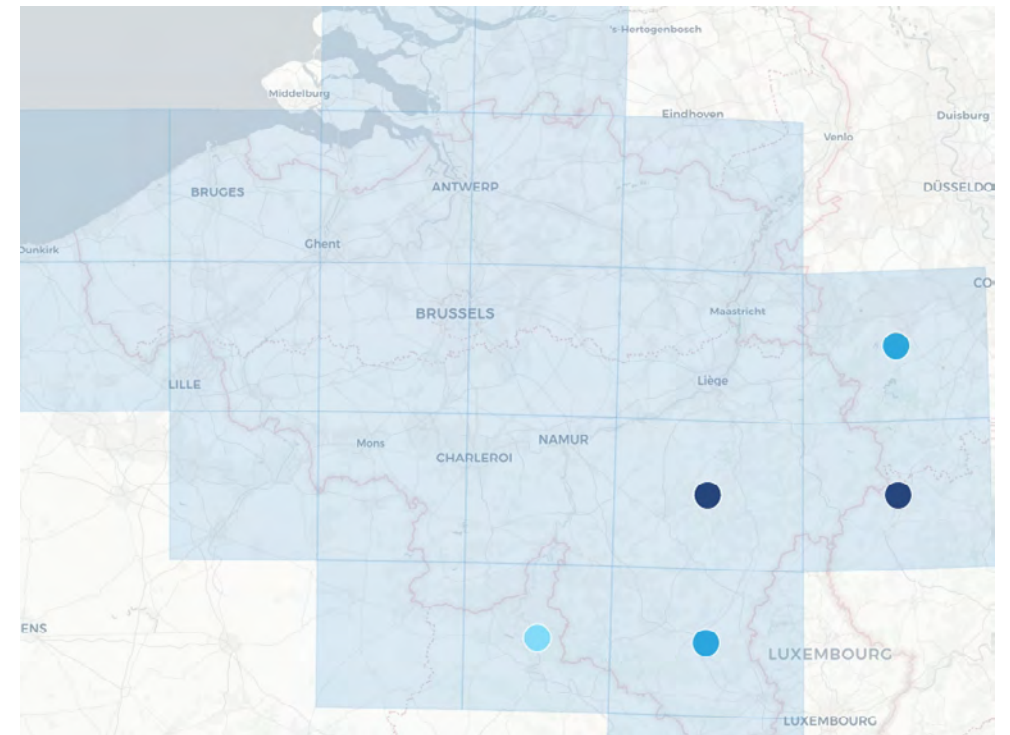 's-Hertogenbosch
Middelburg
Eindhoven
Duisburg
Venlo
BRUGES
ANTWERP
DÜSSELDO
Dunkirk
Ghent
CO
BRUSSELS
Maastricht
LILLE
Liège
Mons
NAMUR
CHARLEROI
ENS
LUXEMBOURG
LUXEMBOURG